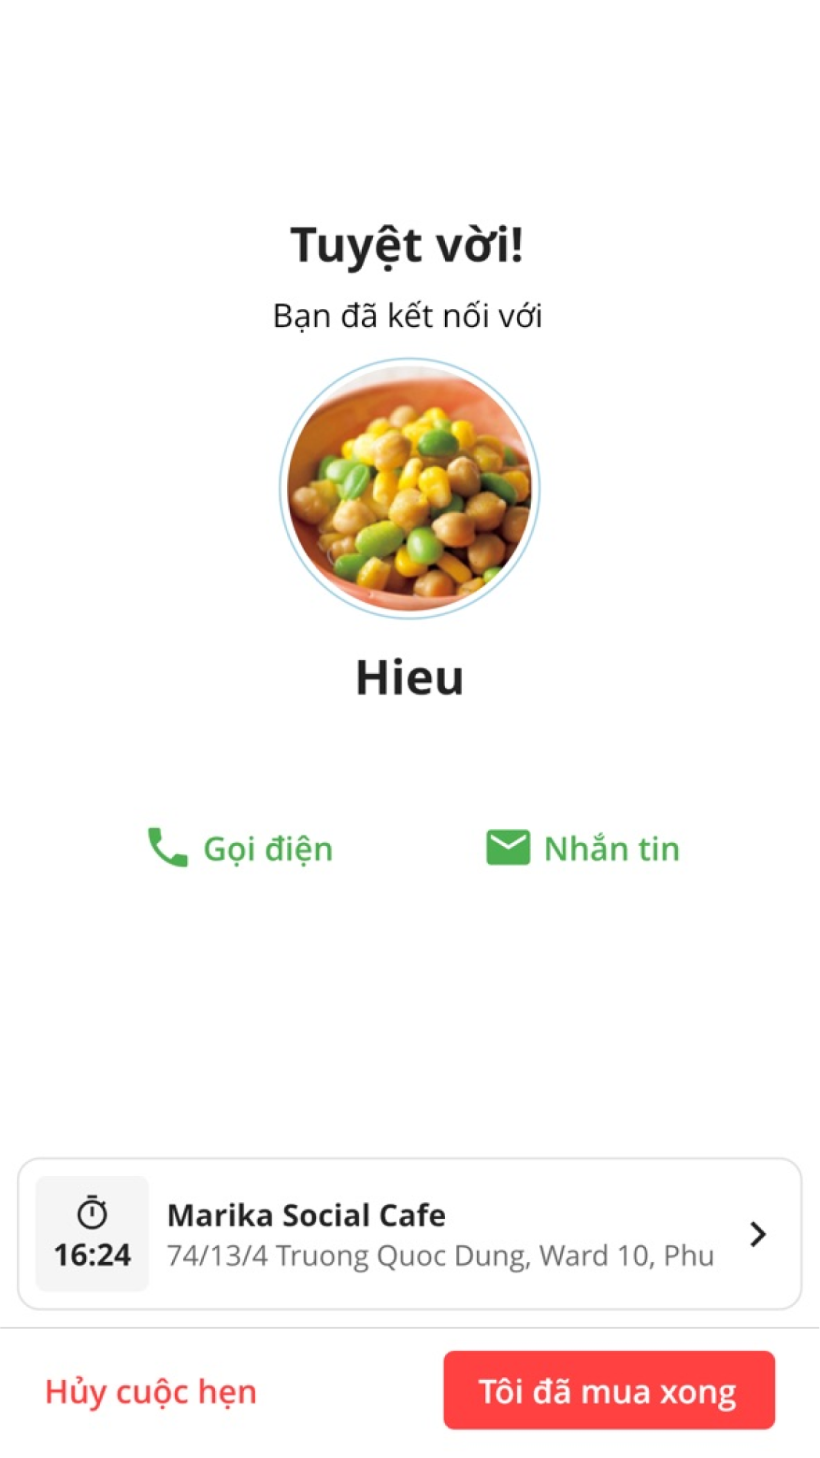 Tuyệt vời!
Bạn đã kết nối với
Hieu
Gọi điện
Nhắn tin
Marika Social Cafe
16:24
74/13/4 Truong Quoc Dung, Ward 10, Phu
Hủy cuộc hẹn
Tôi đã mua xong